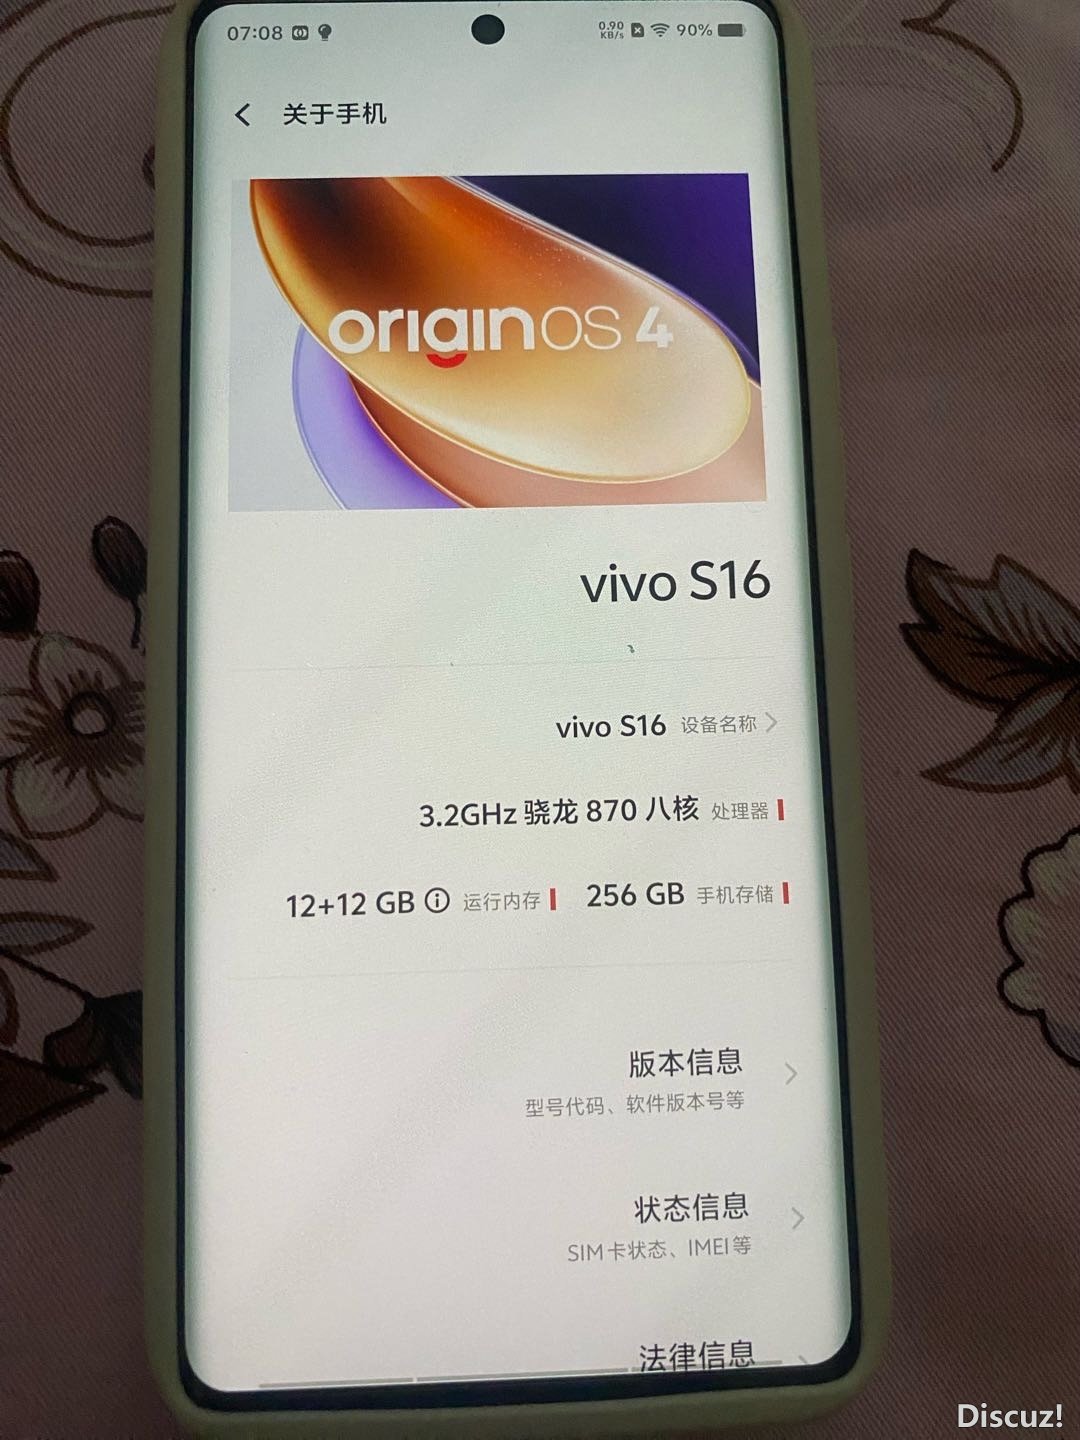 07:08 0.90 KB/s 90%
关于手机
originOS 4
vivo S16
vivo S16 设备名称
3.2GHz 骁龙 870 八核 处理器
12+12 GB 运行内存 256 GB 手机存储
版本信息
型号代码、软件版本号等
状态信息
SIM卡状态、IMEI等
法律信息
Discuz!